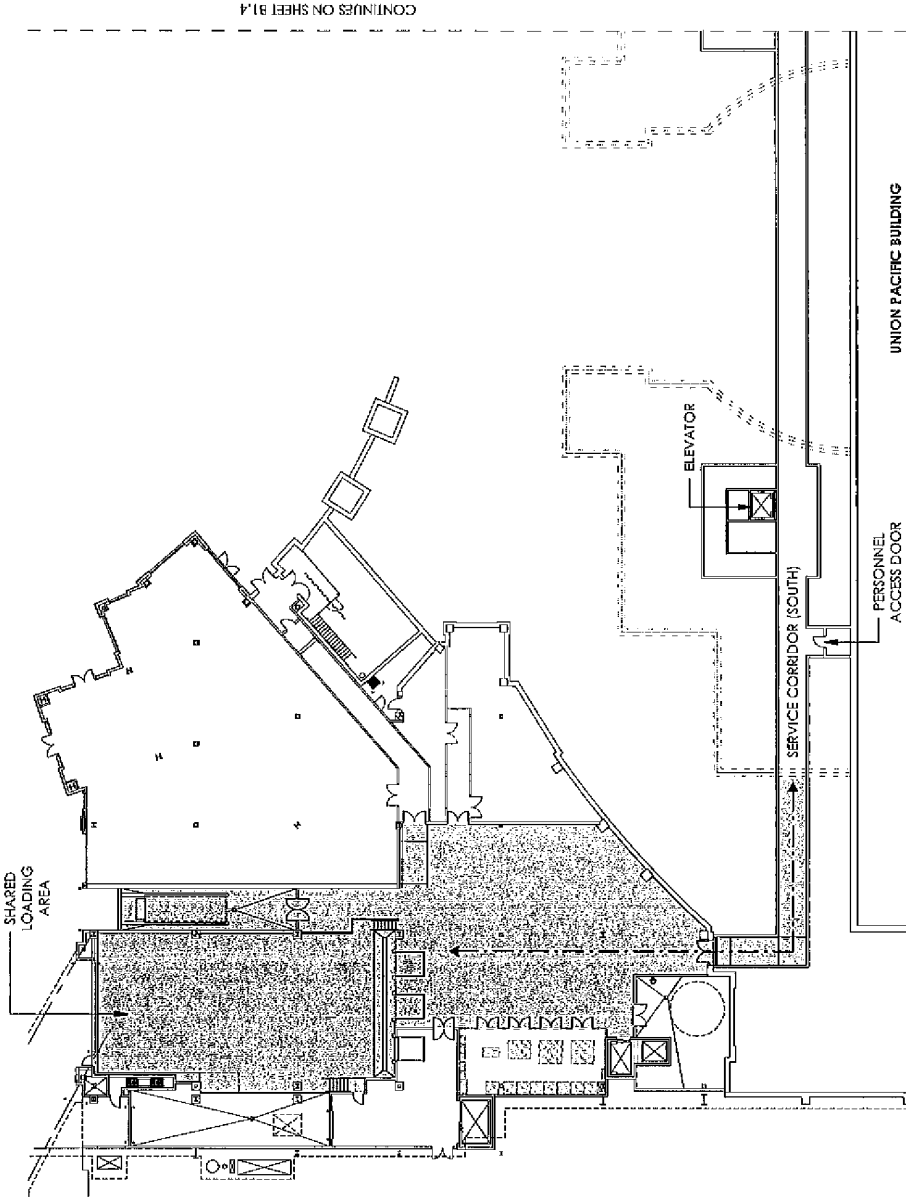 CONTINUES ON SHEET B1.4
UNION PACIFIC BUILDING
ELEVATOR
PERSONNEL
ACCESS DOOR
SERVICE CORRIDOR (SOUTH)
SHARED
LOADING
AREA